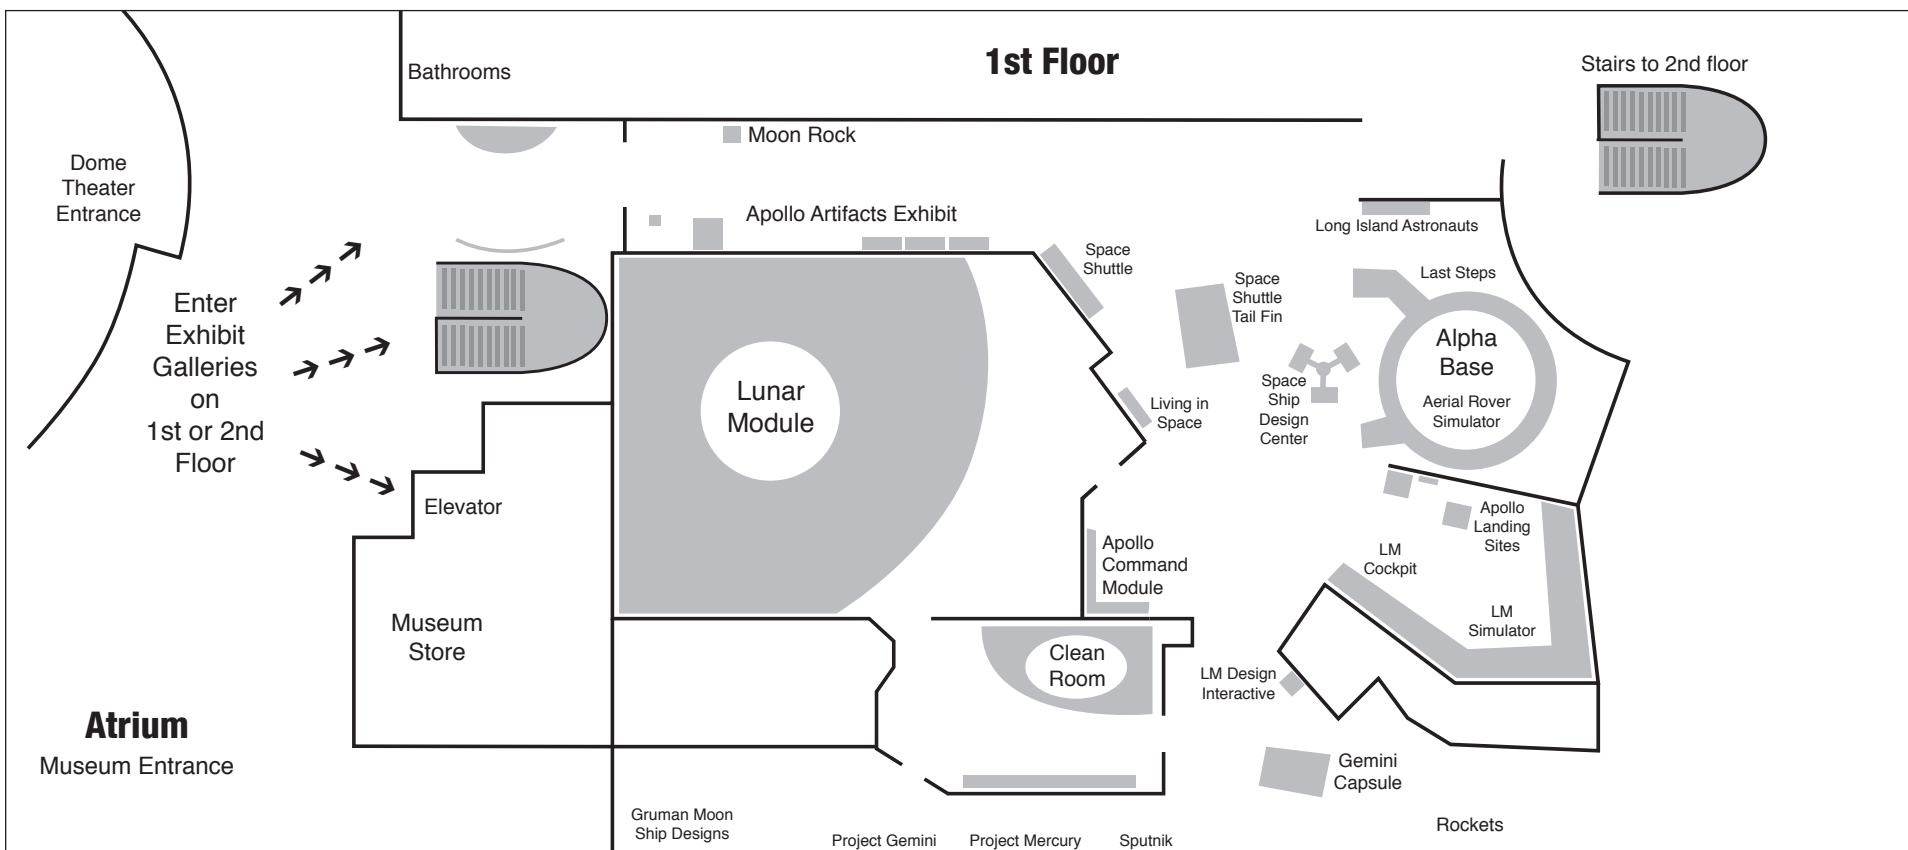 1st Floor
Stairs to 2nd floor
Bathrooms
Moon Rock
Dome
Theater
Entrance
Apollo Artifacts Exhibit
Long Island Astronauts
Space
Shuttle
Last Steps
Space
Shuttle
Tail Fin
Enter
Exhibit
Galleries
on
1st or 2nd
Floor
Alpha
Base
Aerial Rover
Simulator
Lunar
Module
Space
Ship
Design
Center
Living in
Space
Elevator
Apollo
Landing
Sites
Apollo
Command
Module
LM
Cockpit
LM
Simulator
Museum
Store
Clean
Room
LM Design
Interactive
Atrium
Museum Entrance
Gemini
Capsule
Gruman Moon
Ship Designs
Project Gemini
Project Mercury
Sputnik
Rockets